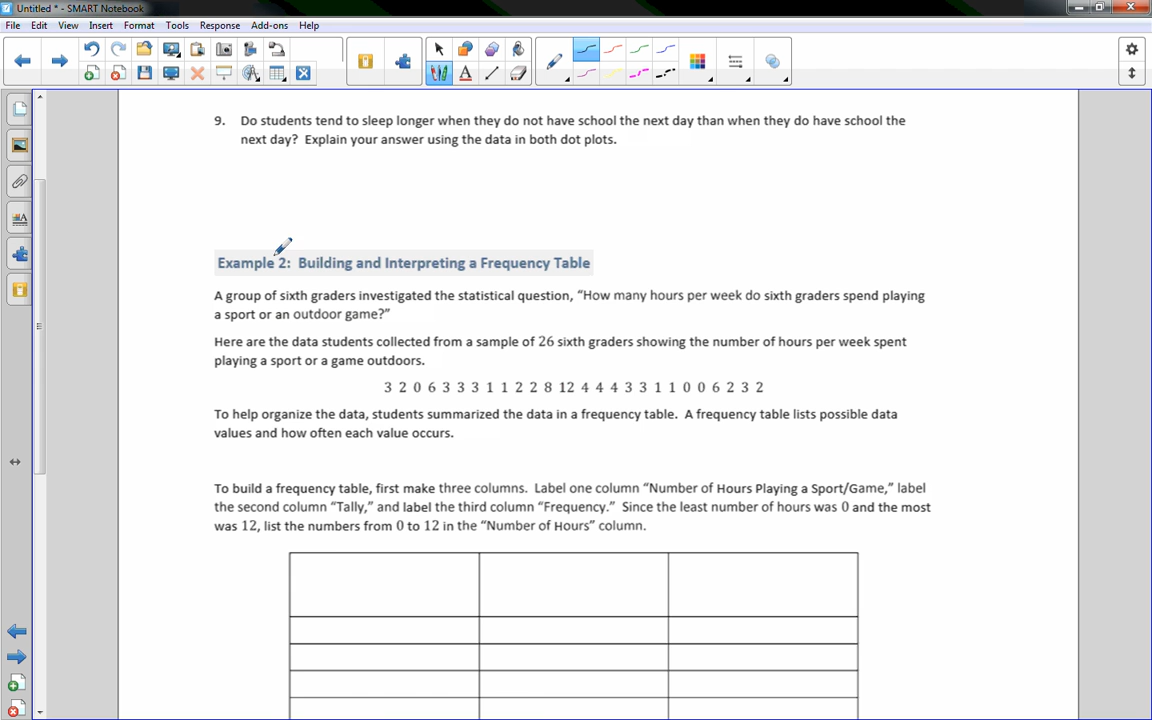 Untitled * - SMART Notebook
File Edit View Insert Format Tools Response Add-ons Help
9. Do students tend to sleep longer when they do not have school the next day than when they do have school the
next day? Explain your answer using the data in both dot plots.
Example 2: Building and Interpreting a Frequency Table
A group of sixth graders investigated the statistical question, “How many hours per week do sixth graders spend playing
a sport or an outdoor game?”
Here are the data students collected from a sample of 26 sixth graders showing the number of hours per week spent
playing a sport or a game outdoors.
3 2 0 6 3 3 3 1 1 2 2 8 12 4 4 4 3 3 1 1 0 0 6 2 3 2
To help organize the data, students summarized the data in a frequency table. A frequency table lists possible data
values and how often each value occurs.
To build a frequency table, first make three columns. Label one column “Number of Hours Playing a Sport/Game,” label
the second column “Tally,” and label the third column “Frequency.” Since the least number of hours was 0 and the most
was 12, list the numbers from 0 to 12 in the “Number of Hours” column.